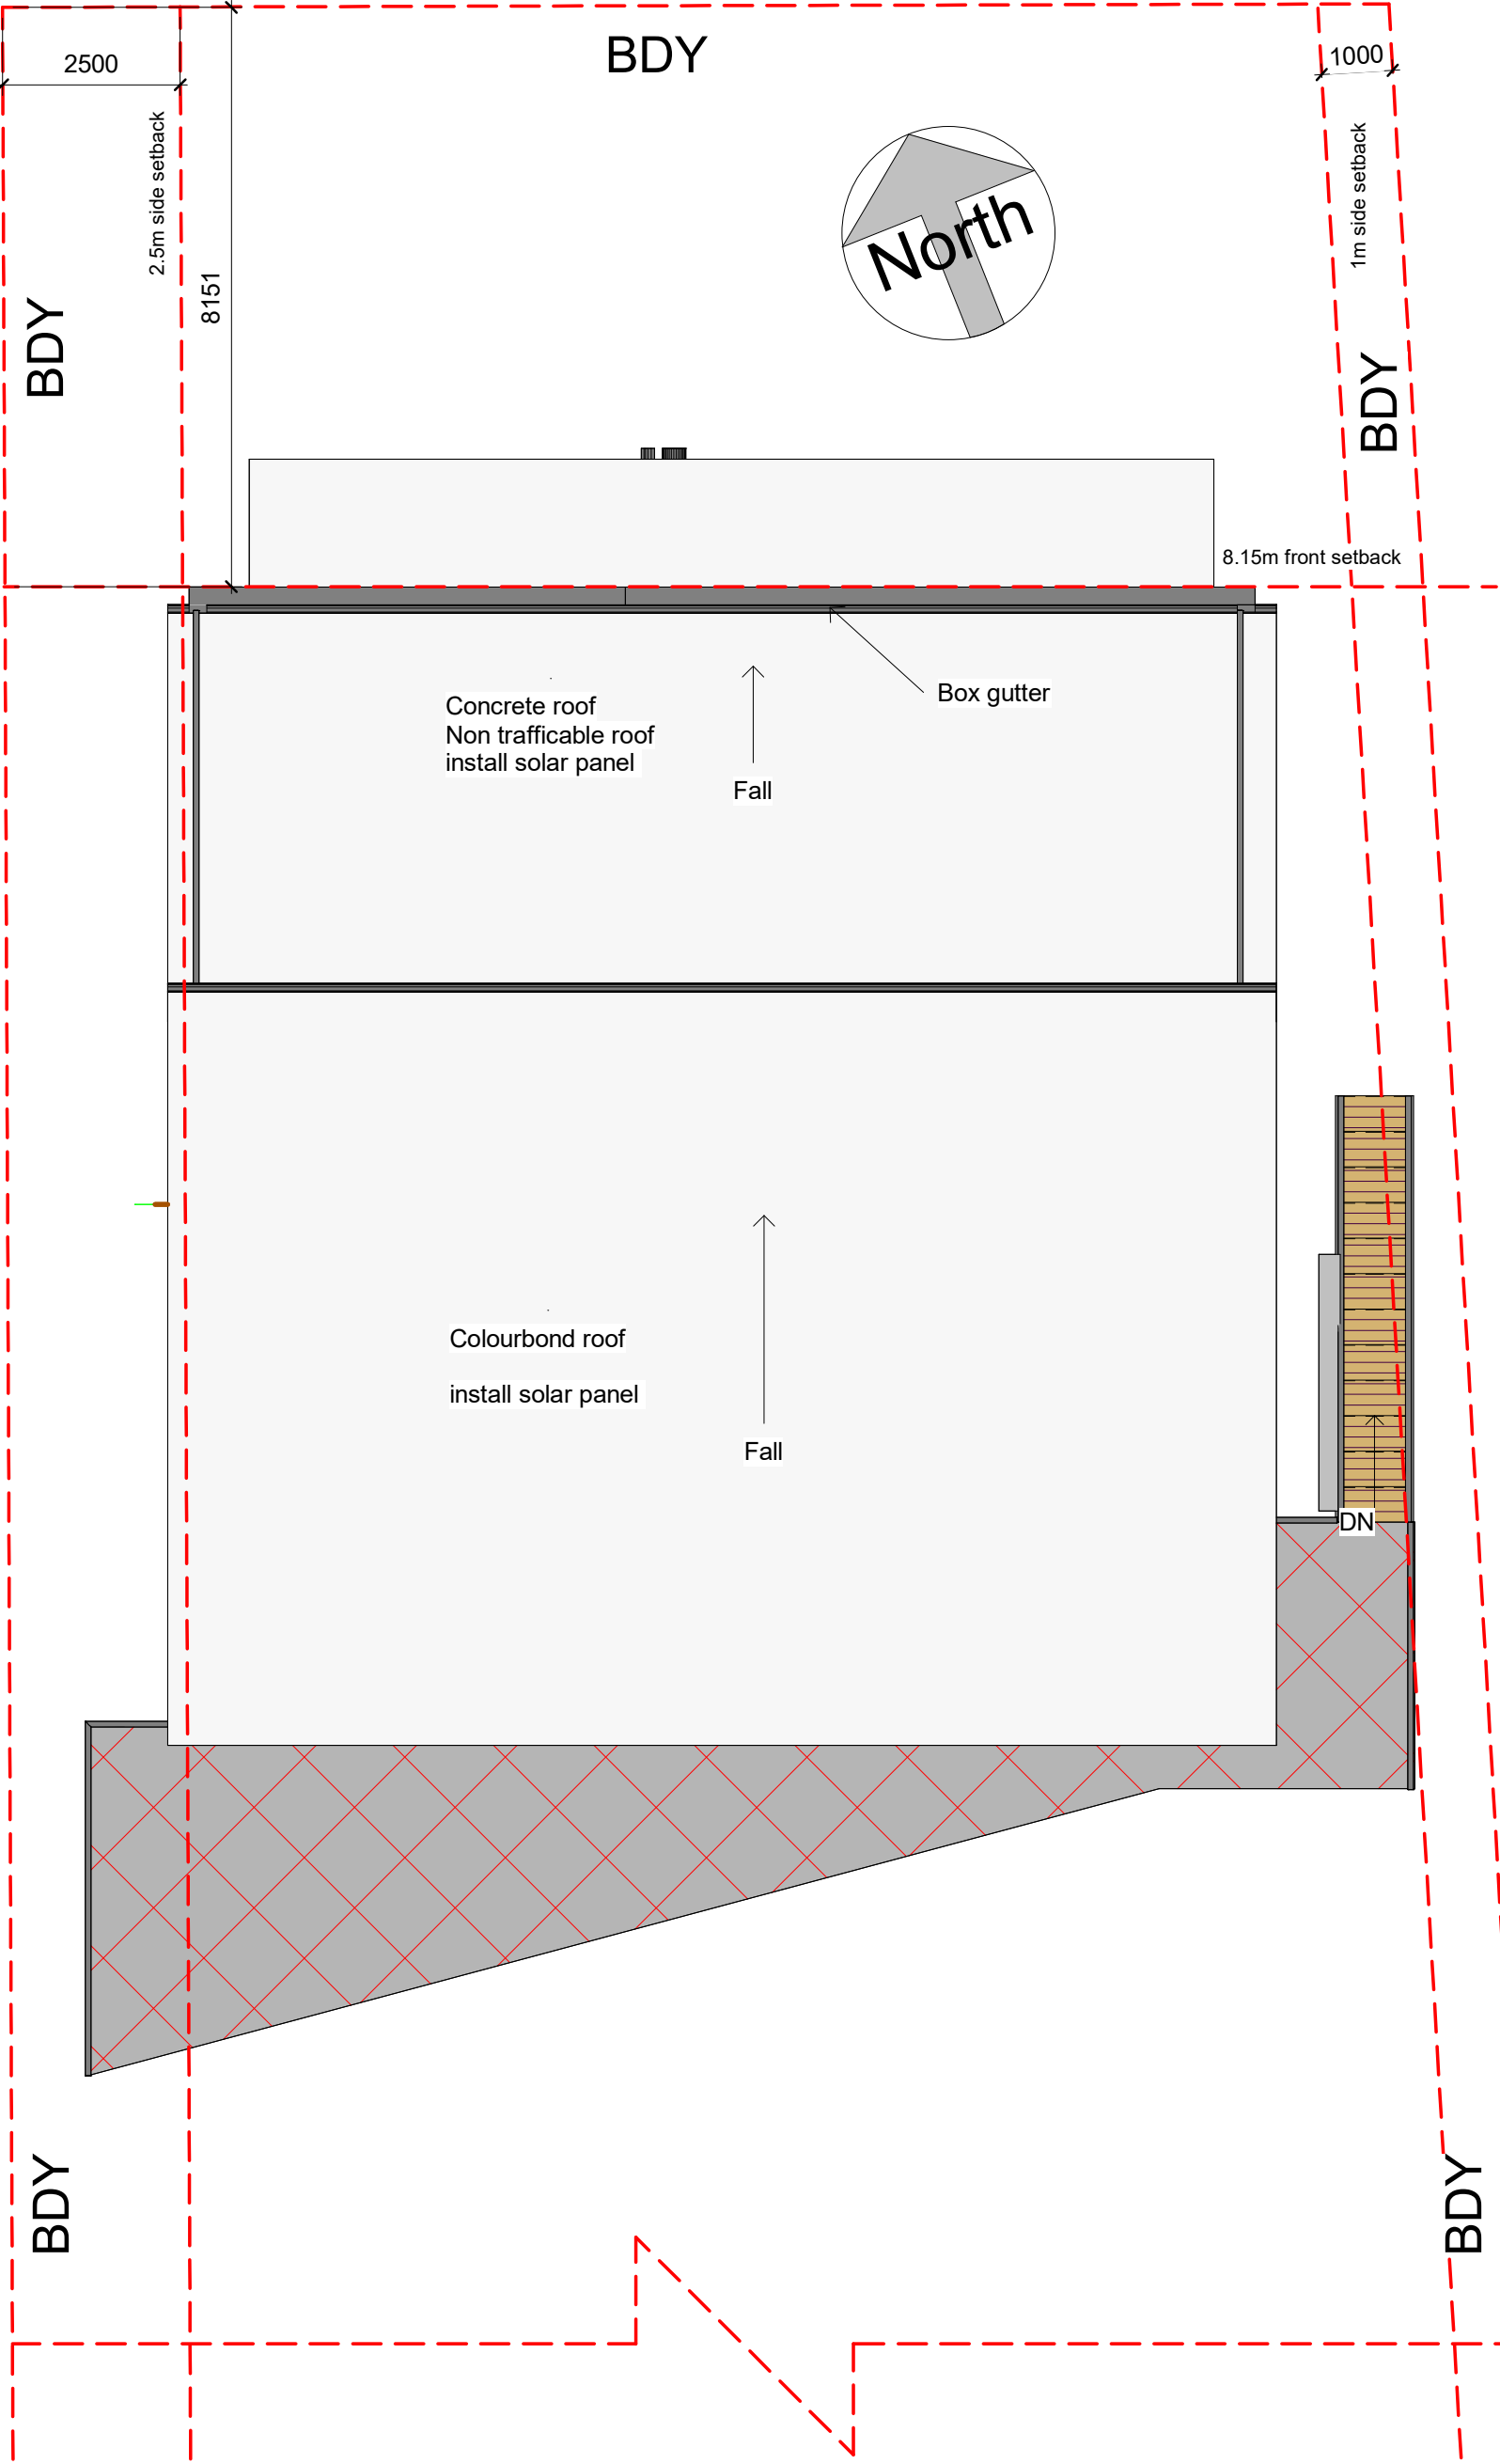 BDY
2500
1000
2.5m side setback
1m side setback
North
8151
BDY
BDY
8.15m front setback
Box gutter
Concrete roof
Non trafficable roof
install solar panel
Fall
Colourbond roof
install solar panel
Fall
DN
BDY
BDY